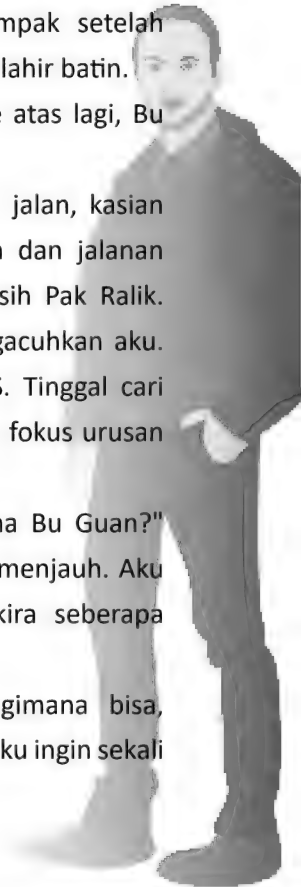 mpak setelah
lahir batin.
atas lagi, Bu
jalan, kasian
dan jalanan
sih Pak Ralik.
gacuhkan aku.
Tinggal cari
fokus urusan
na Bu Guan?"
menjauh. Aku
kira seberapa
gimana bisa,
ku ingin sekali